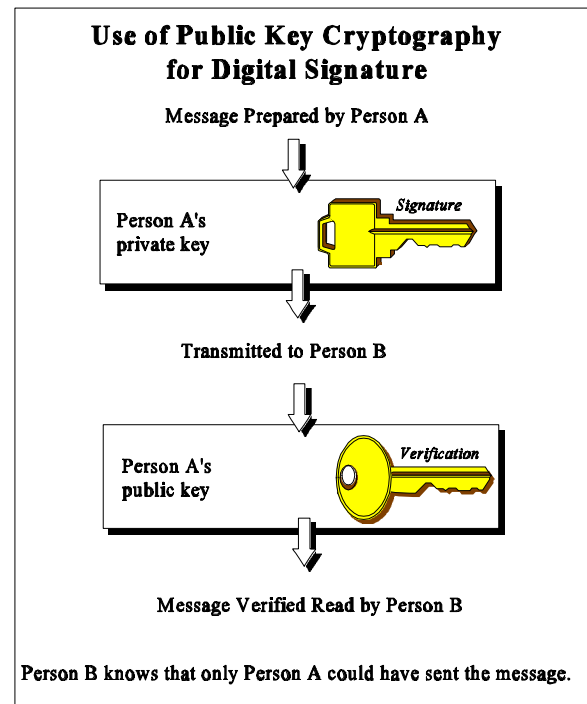 Use of Public Key Cryptography
for Digital Signature
Message Prepared by Person A
Signature
Person A's
private key
Transmitted to Person B
Verification
Person A's
public key
Message Verified Read by Person B
Person B knows that only Person A could have sent the message.